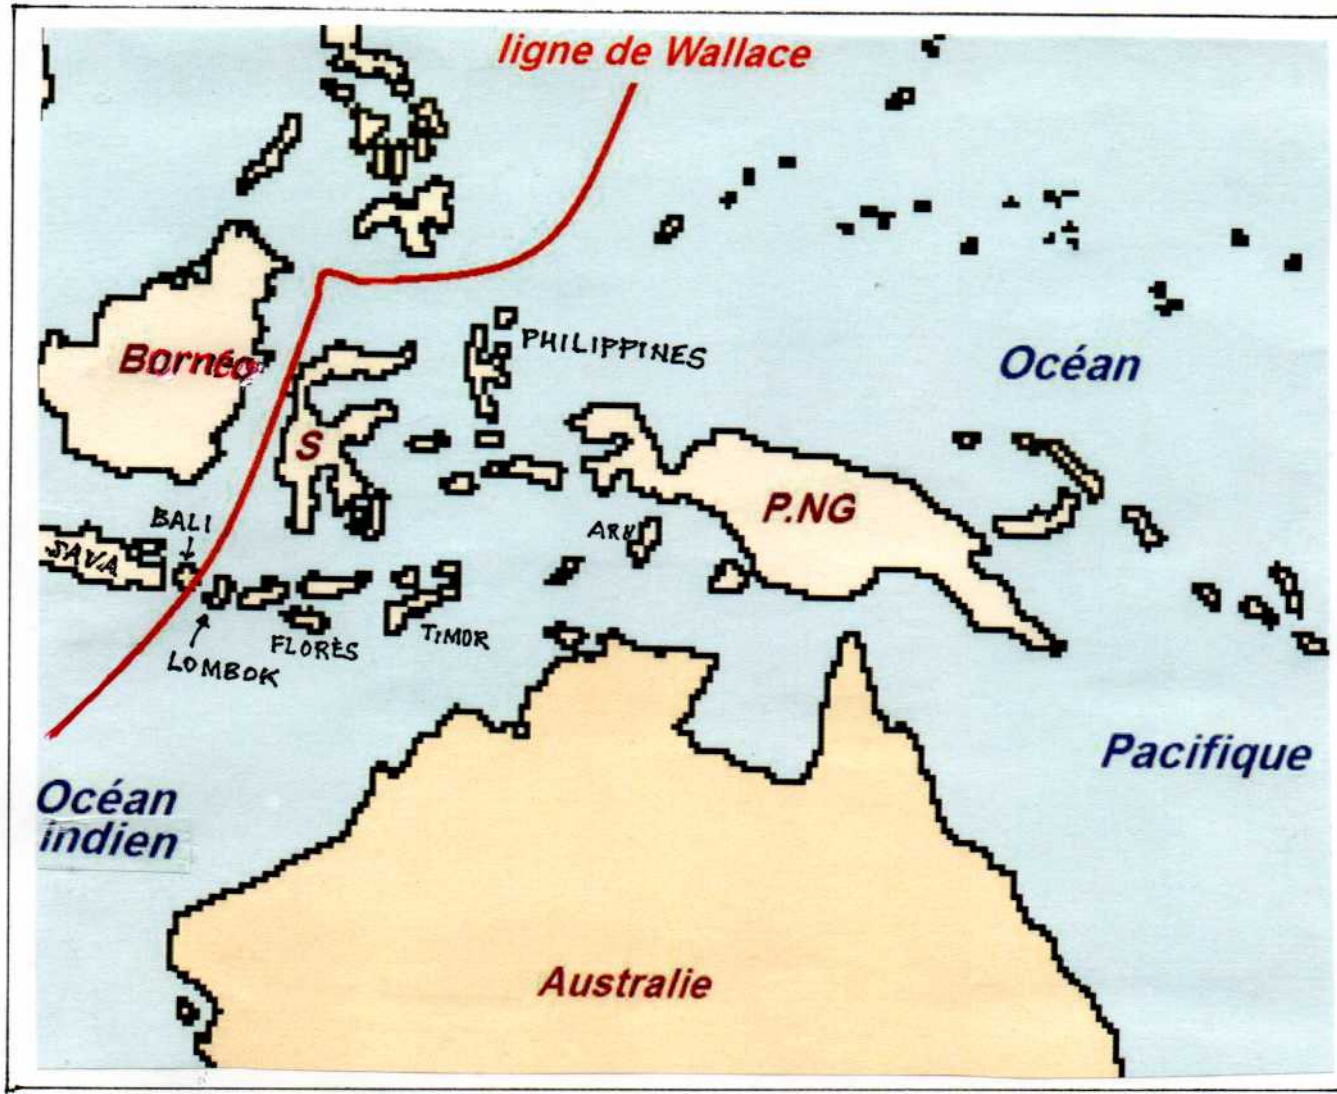 ligne de Wallace
PHILIPPINES
Océan
Bornéo
S
P.NG
BALI
SAVA
ARU
LOMBOK
FLORÈS
TIMOR
Pacifique
Océan
indien
Australie